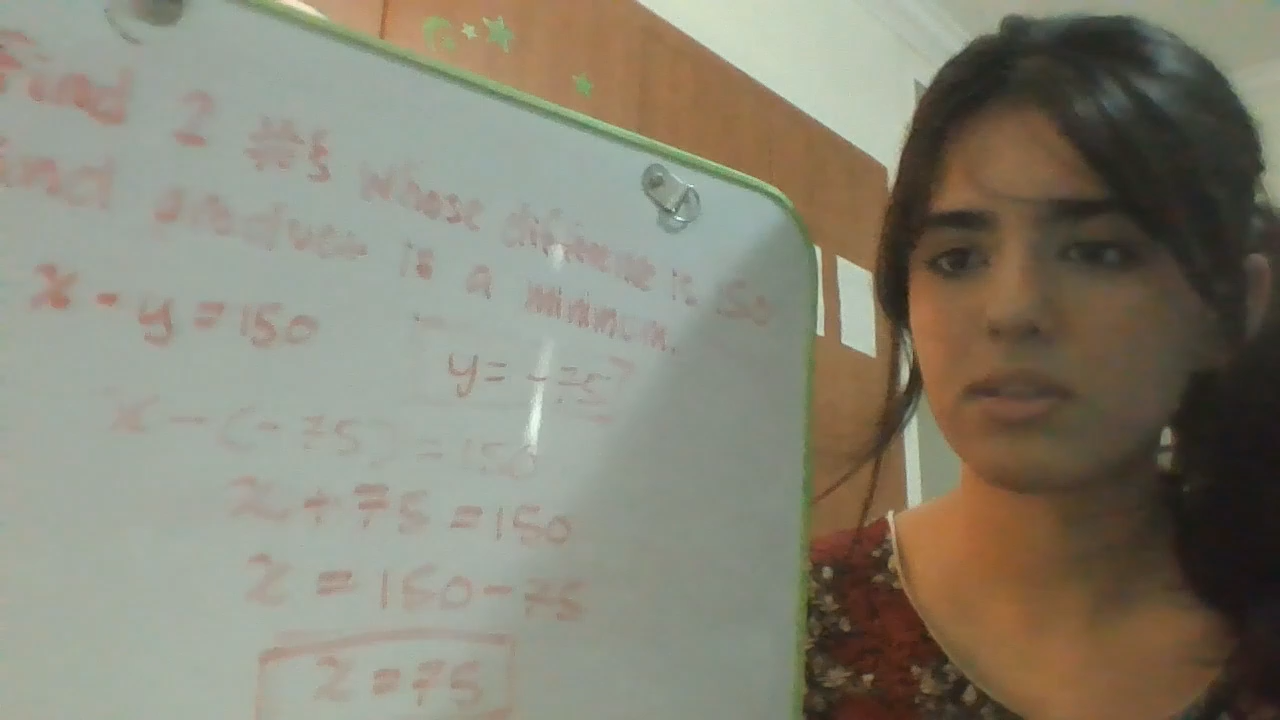 Find 2 #s whose difference is 150
and product is a minimum.
x - y = 150
y = -75?
x - (-75) = 150
x + 75 = 150
x = 150 - 75
x = 75